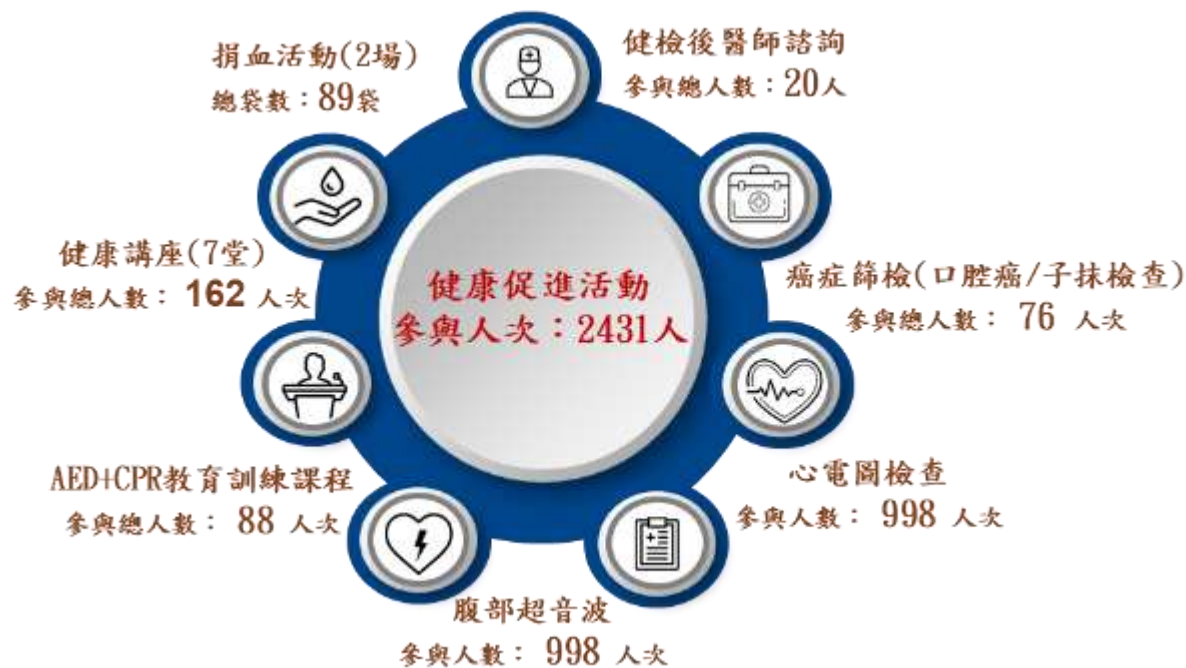 捐血活動(2場)
總袋數：89袋
健檢後醫師諮詢
參與總人數：20人
健康講座(7堂)
參與總人數： 162 人次
健康促進活動
參與人次：2431人
癌症篩檢(口腔癌/子抹檢查)
參與總人數： 76 人次
AED+CPR教育訓練課程
參與總人數： 88 人次
心電圖檢查
參與人數： 998 人次
腹部超音波
參與人數： 998 人次